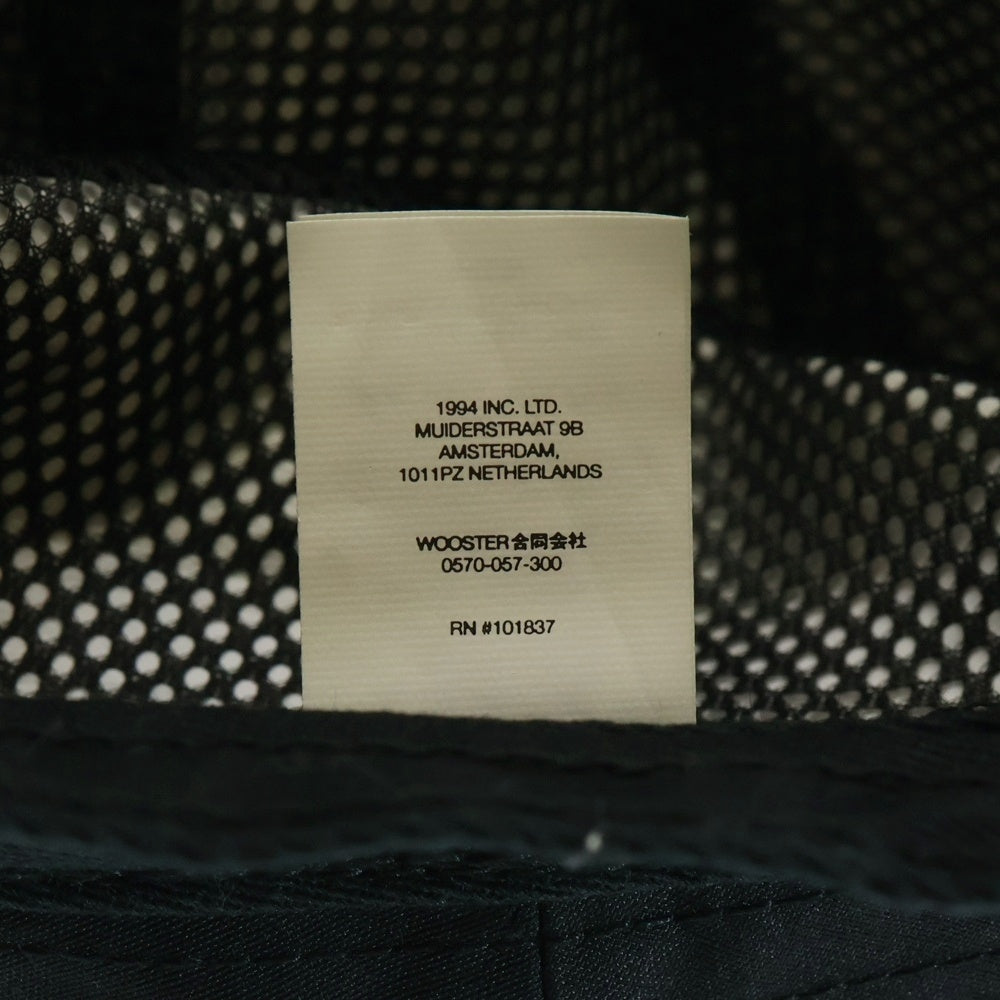 1994 INC. LTD.
MUIDERSTRAAT 9B
AMSTERDAM,
1011PZ NETHERLANDS
WOOSTER合同会社
0570-057-300
RN #101837